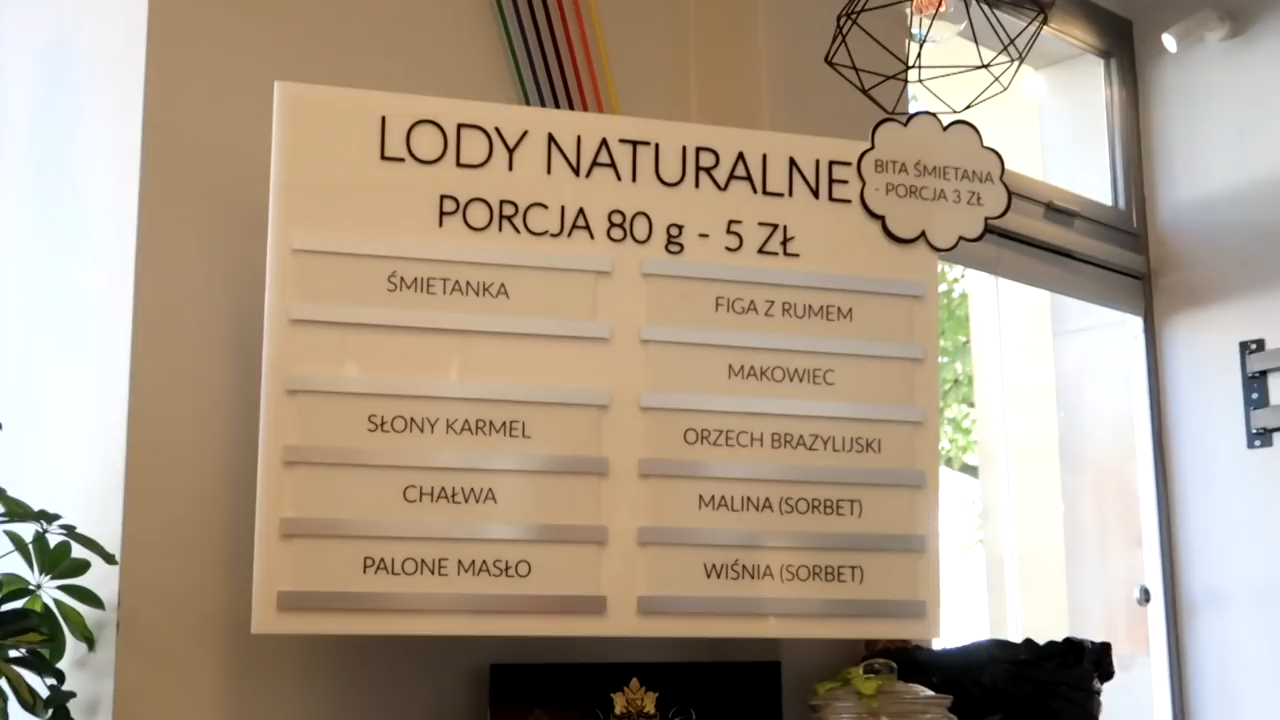 LODY NATURALNE
PORCJA 80 g - 5 ZŁ
BITA ŚMIETANA
- PORCJA 3 ZŁ
ŚMIETANKA
SŁONY KARMEL
CHAŁWA
PALONE MASŁO
FIGA Z RUMEM
MAKOWIEC
ORZECH BRAZYLIJSKI
MALINA (SORBET)
WIŚNIA (SORBET)